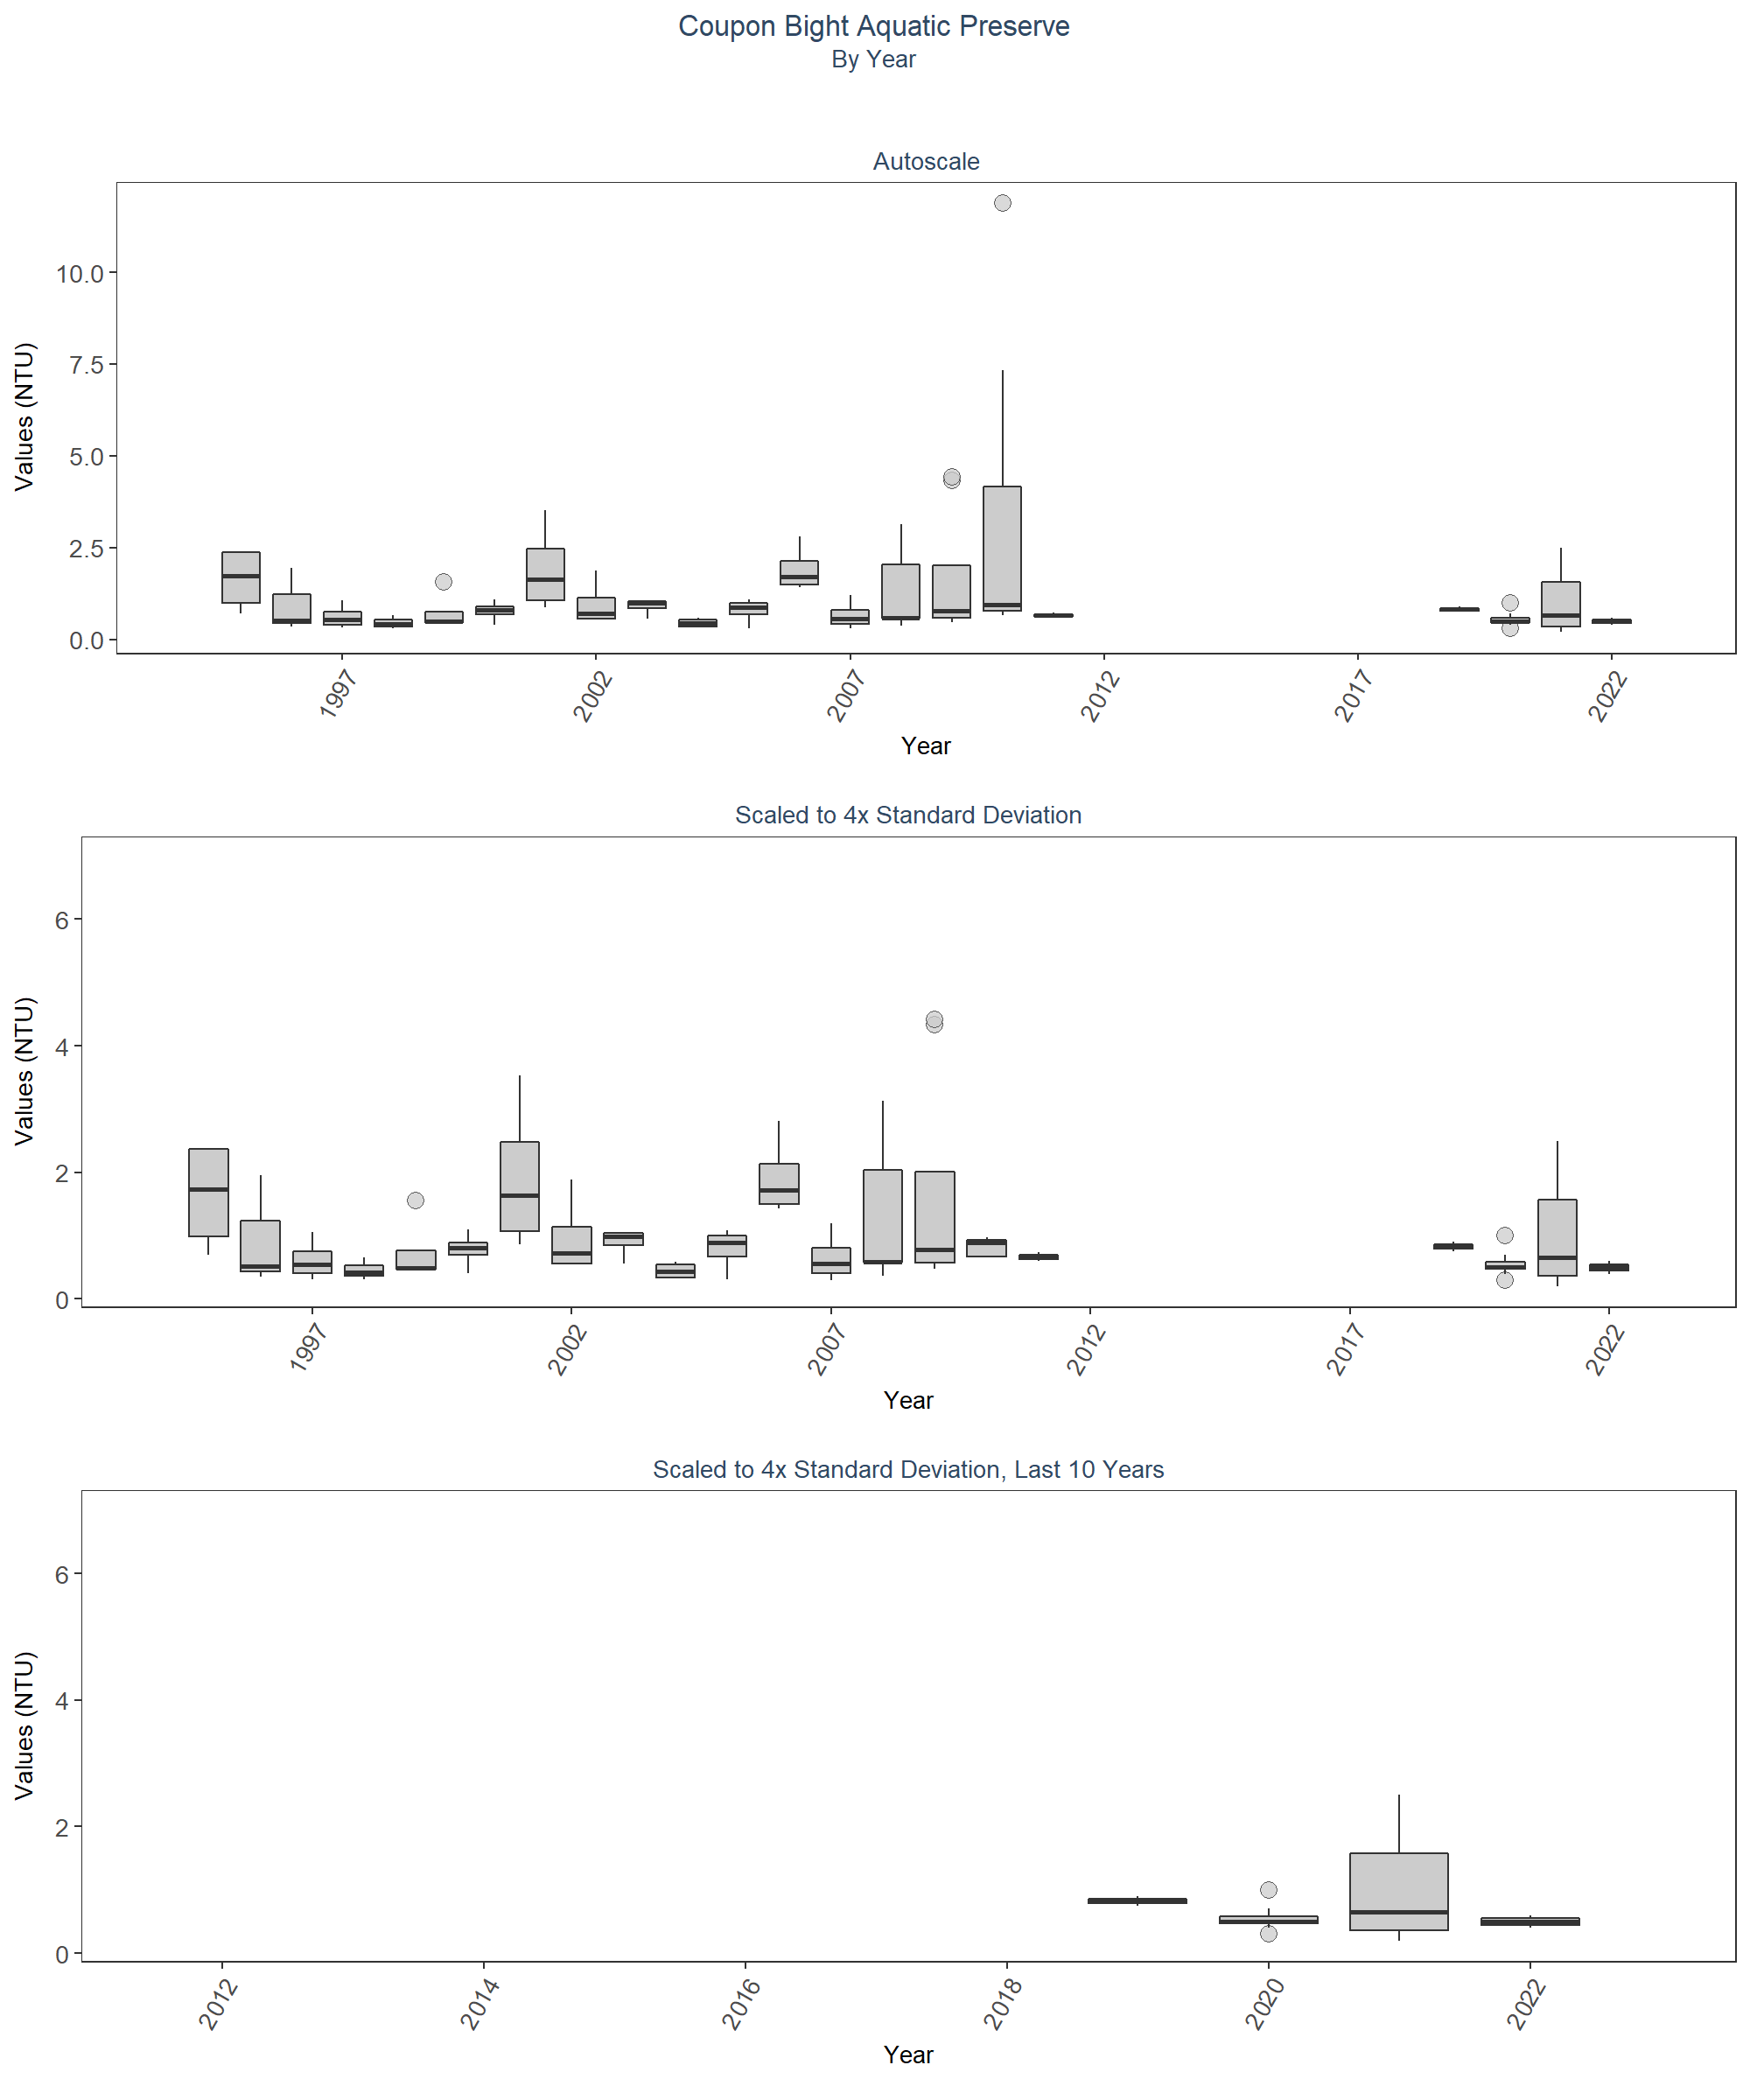 Coupon Bight Aquatic Preserve
By Year
Autoscale
Values (NTU)
10.0
7.5
5.0
2.5
0.0
1997
2002
2007
2012
2017
2022
Year
Scaled to 4x Standard Deviation
Values (NTU)
6
4
2
0
1997
2002
2007
2012
2017
2022
Year
Scaled to 4x Standard Deviation, Last 10 Years
Values (NTU)
6
4
2
0
2012
2014
2016
2018
2020
2022
Year